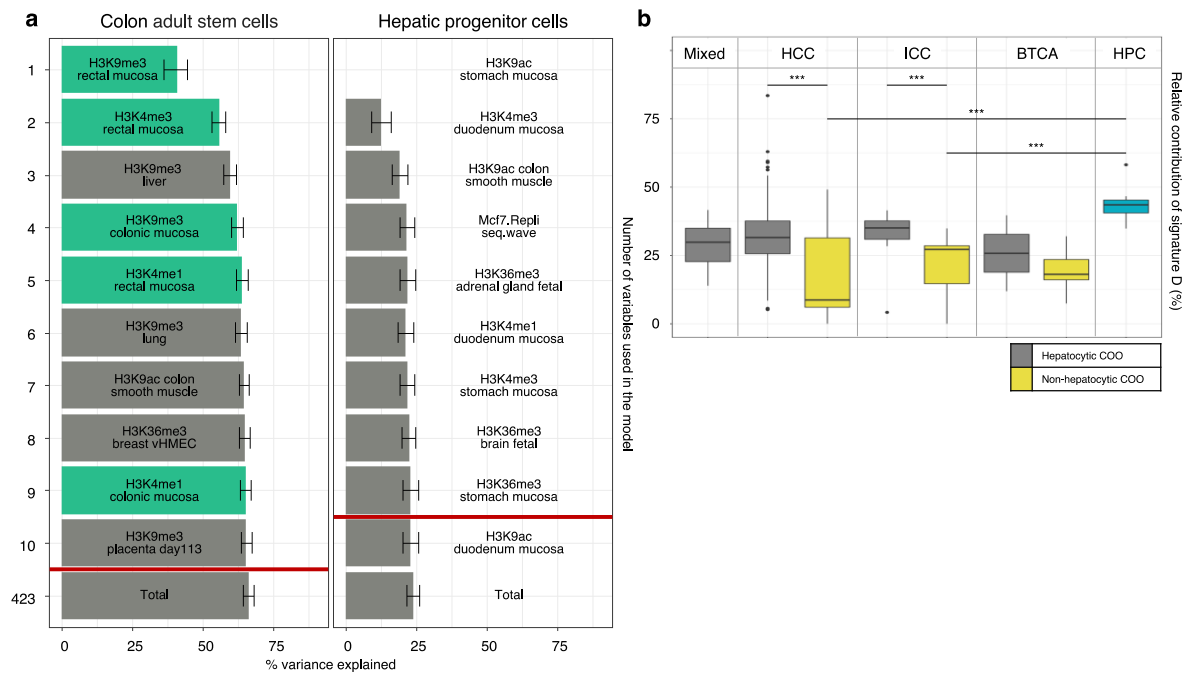 a
Colon adult stem cells
Hepatic progenitor cells
1
H3K9me3
rectal mucosa
H3K9ac
stomach mucosa
2
H3K4me3
rectal mucosa
H3K4me3
duodenum mucosa
3
H3K9me3
liver
H3K9ac colon
smooth muscle
4
H3K9me3
colonic mucosa
Mcf7.Repli
seq.wave
5
H3K4me1
rectal mucosa
H3K36me3
adrenal gland fetal
6
H3K9me3
lung
H3K4me1
duodenum mucosa
7
H3K9ac colon
smooth muscle
H3K4me3
stomach mucosa
8
H3K36me3
breast vHMEC
H3K36me3
brain fetal
9
H3K4me1
colonic mucosa
H3K36me3
stomach mucosa
10
H3K9me3
placenta day113
H3K9ac
duodenum mucosa
423
Total
Total
0 25 50 75
0 25 50 75
% variance explained
Number of variables used in the model
b
Mixed HCC ICC BTCA HPC
*** ***
***
***
75
50
25
0
Relative contribution of
signature D (%)
Hepatocytic COO
Non-hepatocytic COO